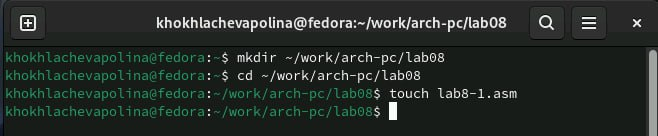 khokhlachevapolina@fedora:~/work/arch-pc/lab08
khokhlachevapolina@fedora:~$ mkdir ~/work/arch-pc/lab08
khokhlachevapolina@fedora:~$ cd ~/work/arch-pc/lab08
khokhlachevapolina@fedora:~/work/arch-pc/lab08$ touch lab8-1.asm
khokhlachevapolina@fedora:~/work/arch-pc/lab08$